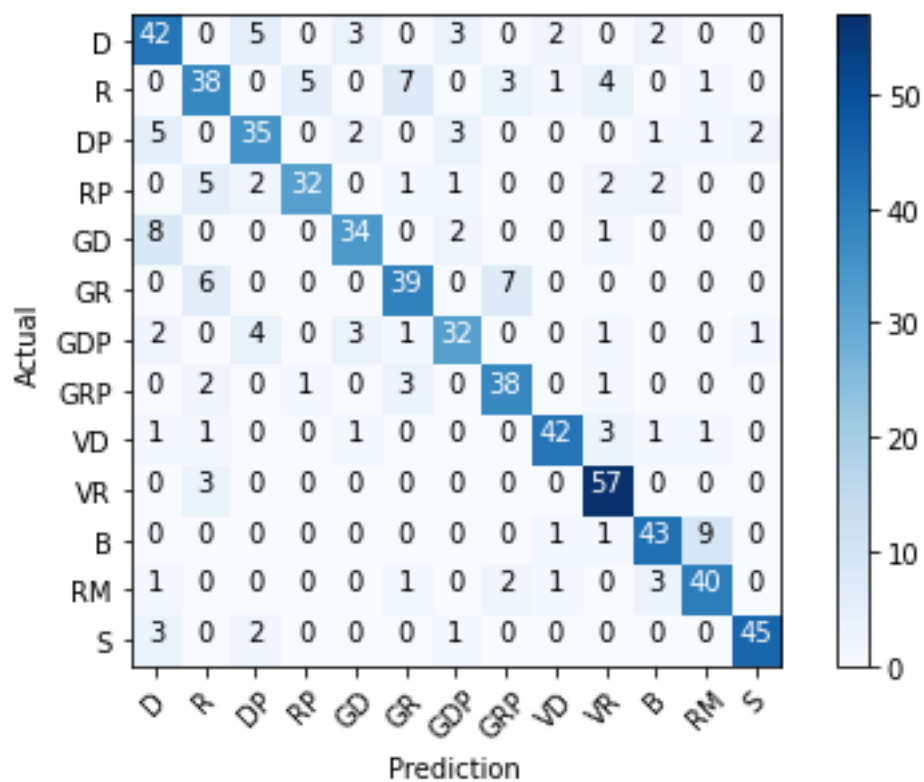 D 42 0 5 0 3 0 3 0 2 0 2 0 0
R 0 38 0 5 0 7 0 3 1 4 0 1 0
DP 5 0 35 0 2 0 3 0 0 0 1 1 2
RP 0 5 2 32 0 1 1 0 0 2 2 0 0
GD 8 0 0 0 34 0 2 0 0 1 0 0 0
GR 0 6 0 0 0 39 0 7 0 0 0 0 0
GDP 2 0 4 0 3 1 32 0 0 1 0 0 1
GRP 0 2 0 1 0 3 0 38 0 1 0 0 0
VD 1 1 0 0 1 0 0 0 42 3 1 1 0
VR 0 3 0 0 0 0 0 0 0 57 0 0 0
B 0 0 0 0 0 0 0 0 1 1 43 9 0
RM 1 0 0 0 0 1 0 2 1 0 3 40 0
S 3 0 2 0 0 0 1 0 0 0 0 0 45
D R DP RP GD GR GDP GRP VD VR B RM S
Prediction
Actual
50
40
30
20
10
0